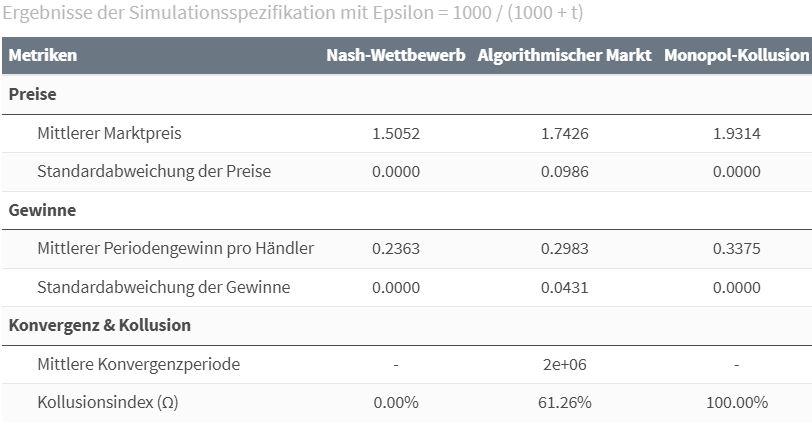 Ergebnisse der Simulationsspezifikation mit Epsilon = 1000 / (1000 + t)
Metriken Nash-Wettbewerb Algorithmischer Markt Monopol-Kollusion
Preise
Mittlerer Marktpreis 1.5052 1.7426 1.9314
Standardabweichung der Preise 0.0000 0.0986 0.0000
Gewinne
Mittlerer Periodengewinn pro Händler 0.2363 0.2983 0.3375
Standardabweichung der Gewinne 0.0000 0.0431 0.0000
Konvergenz & Kollusion
Mittlere Konvergenzperiode - 2e+06 -
Kollusionsindex (Ω) 0.00% 61.26% 100.00%